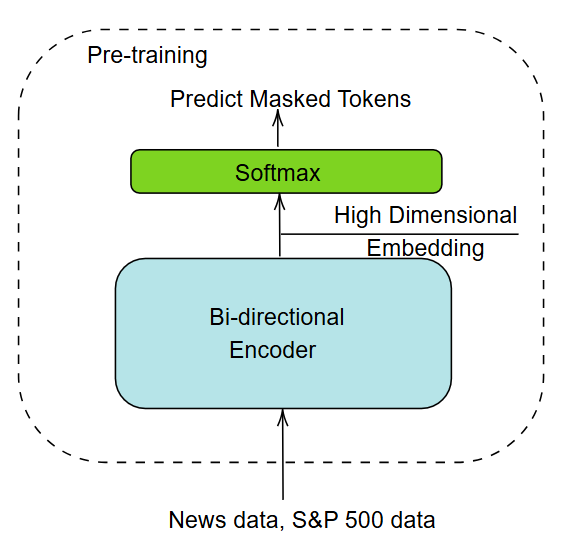 Pre-training
Predict Masked Tokens
Softmax
High Dimensional
Embedding
Bi-directional
Encoder
News data, S&P 500 data